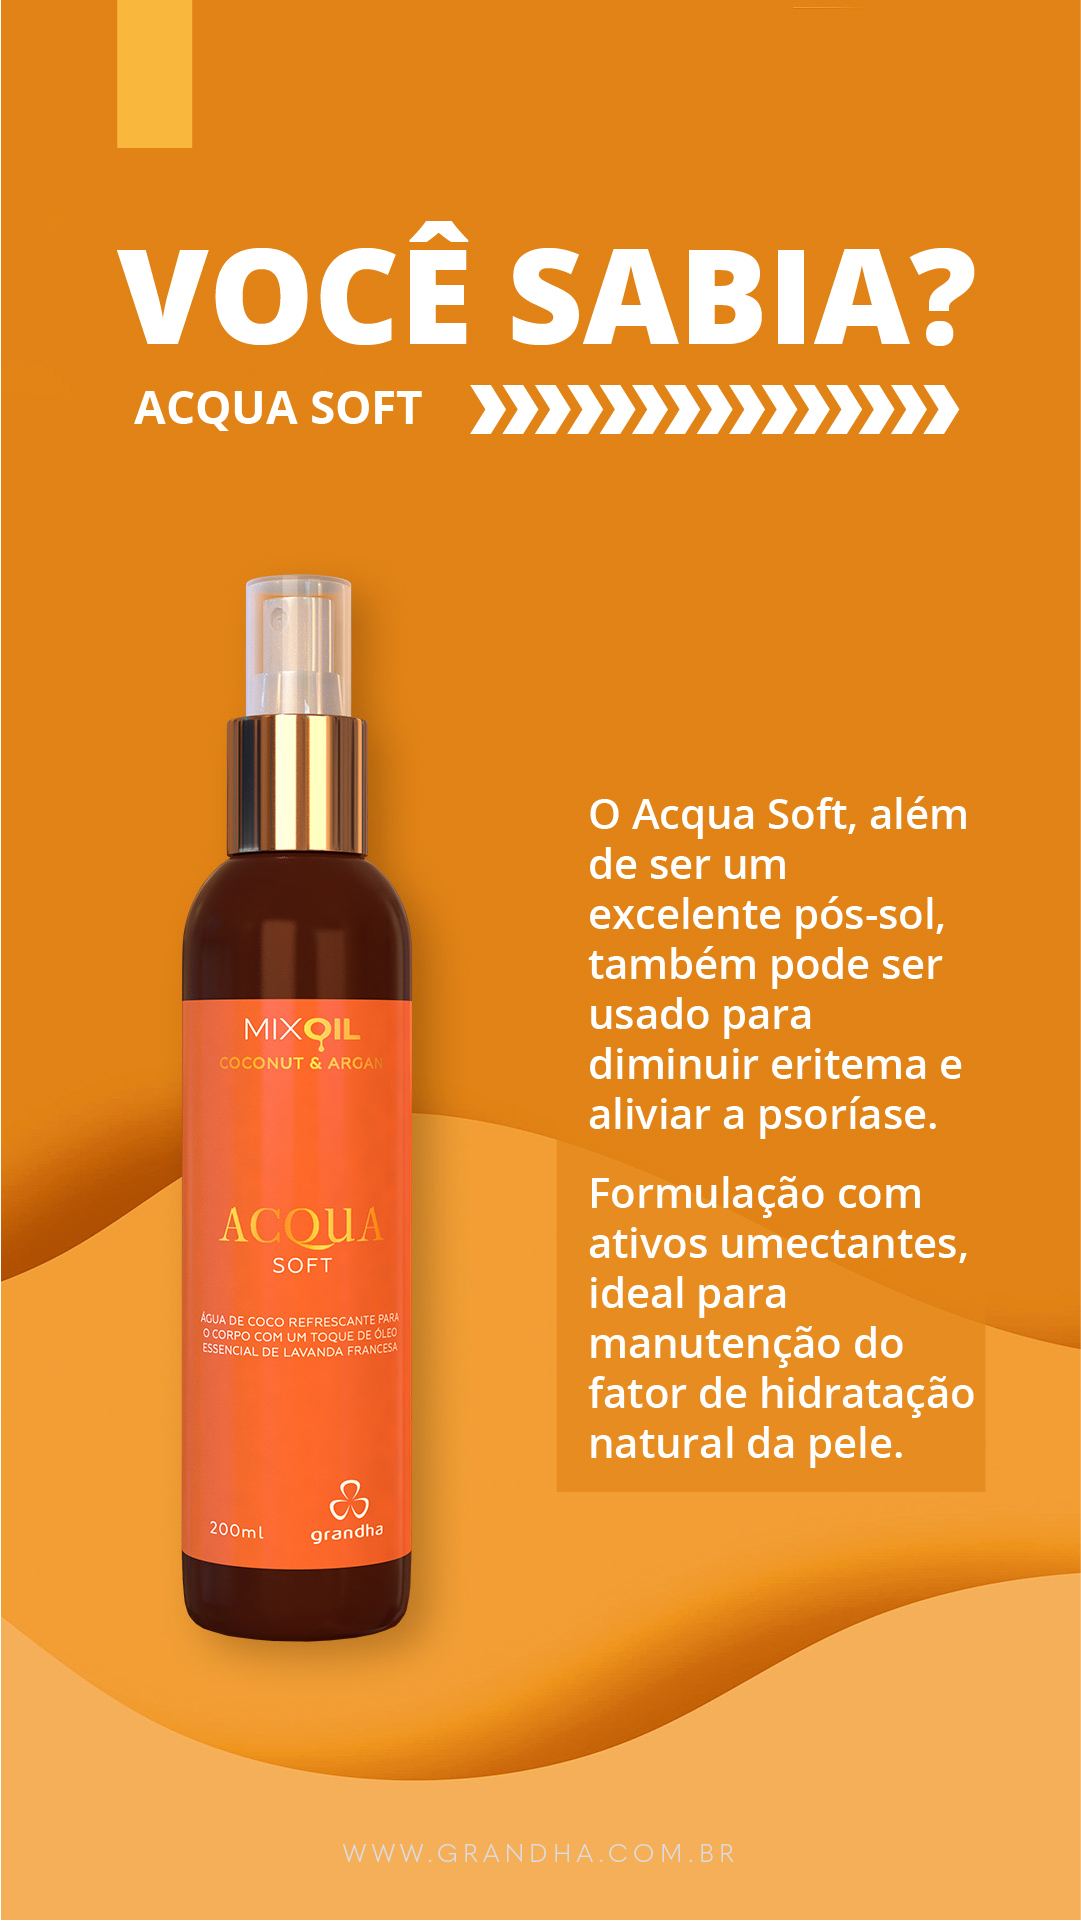 VOCÊ SABIA?
ACQUA SOFT
MIXOIL
COCONUT & ARGAN
ACQUA
SOFT
ÁGUA DE COCO REFRESCANTE PARA
O CORPO COM UM TOQUE DE ÓLEO
ESSENCIAL DE LAVANDA FRANCESA
200ml
grandha
O Acqua Soft, além
de ser um
excelente pós-sol,
também pode ser
usado para
diminuir eritema e
aliviar a psoríase.
Formulação com
ativos umectantes,
ideal para
manutenção do
fator de hidratação
natural da pele.
WWW.GRANDHA.COM.BR